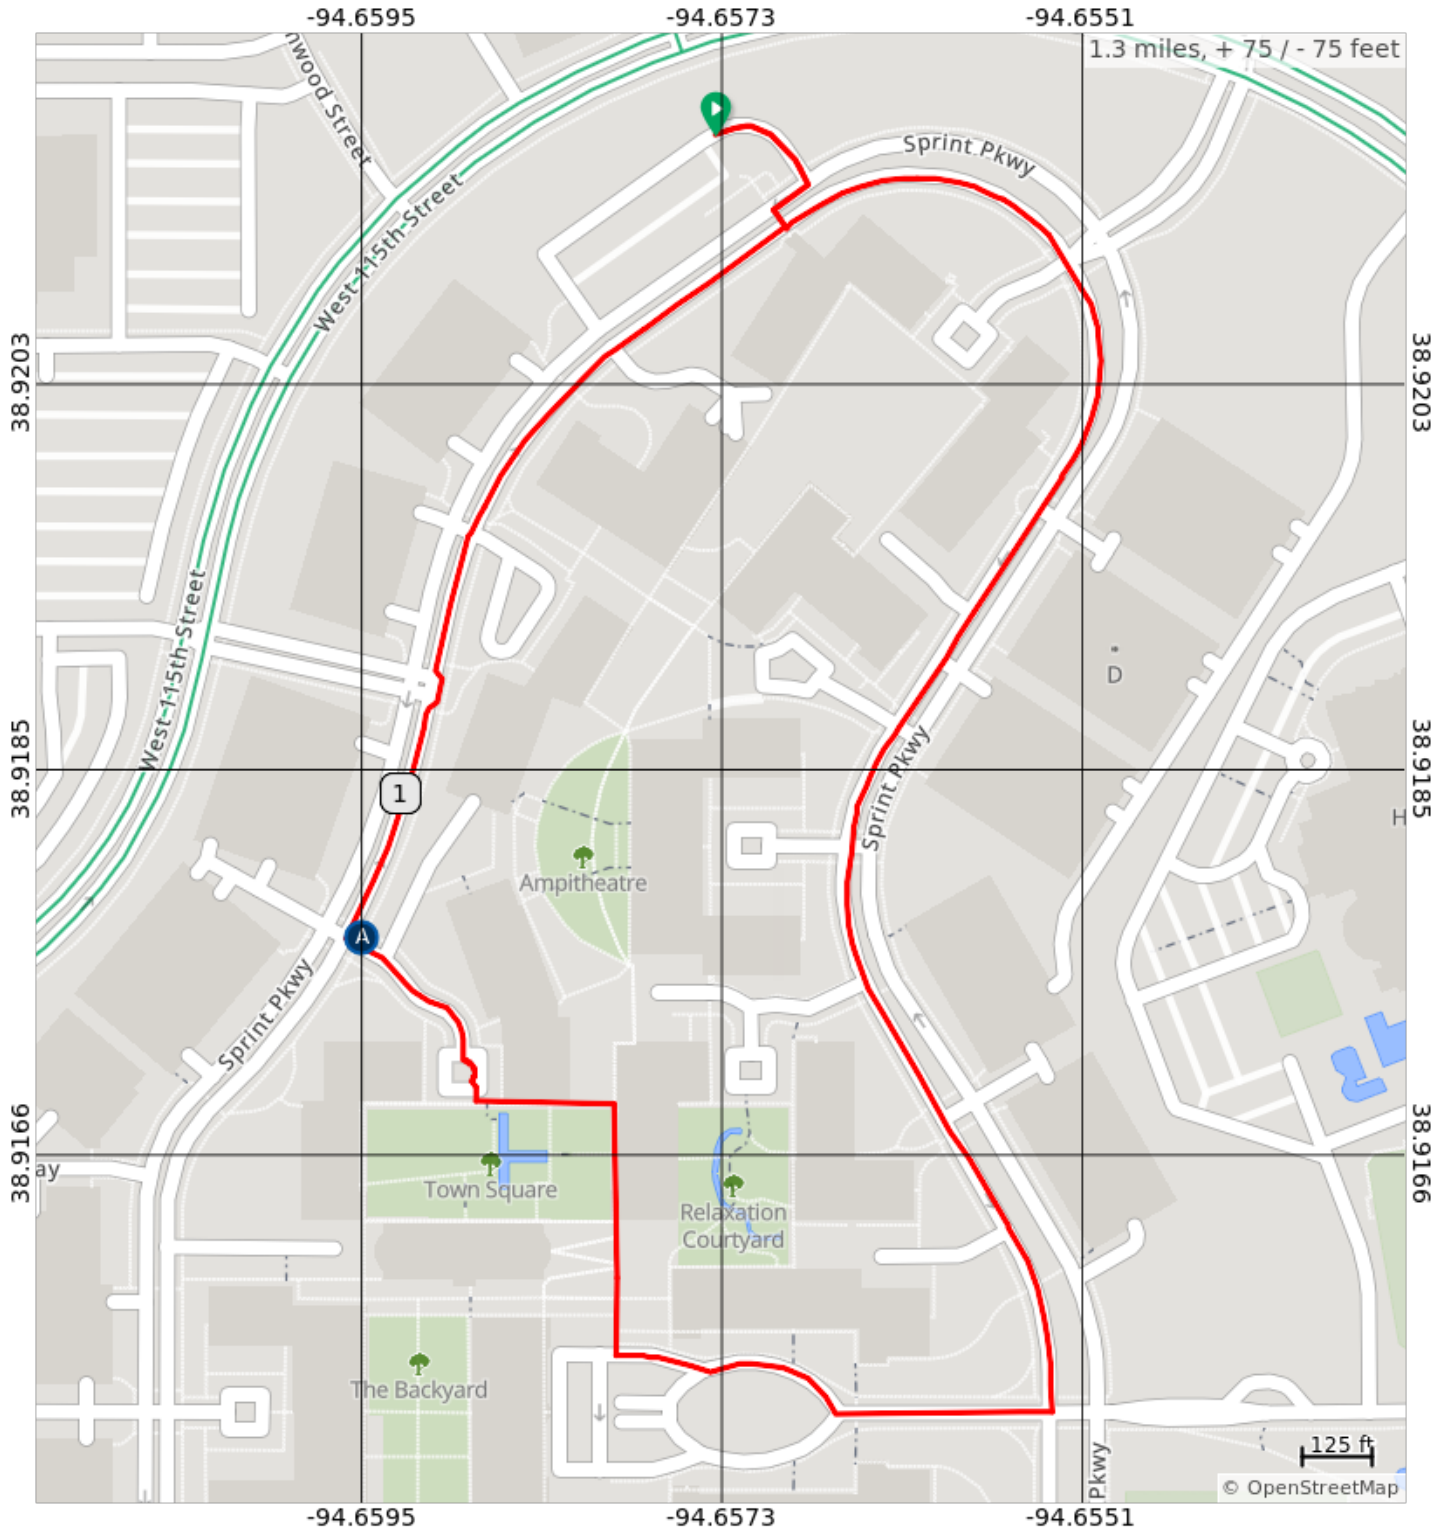 -94.6595
-94.6573
-94.6551
1.3 miles, + 75 / - 75 feet
nwood Street
Sprint Pkwy
West 115th Street
38.9203
38.9203
West 115th Street
D
38.9185
38.9185
1
Sprint Pkwy
H
Ampitheatre
A
Sprint Pkwy
38.9166
38.9166
ay
Town Square
Relaxation
Courtyard
The Backyard
125 ft
Pkwy
© OpenStreetMap
-94.6595
-94.6573
-94.6551